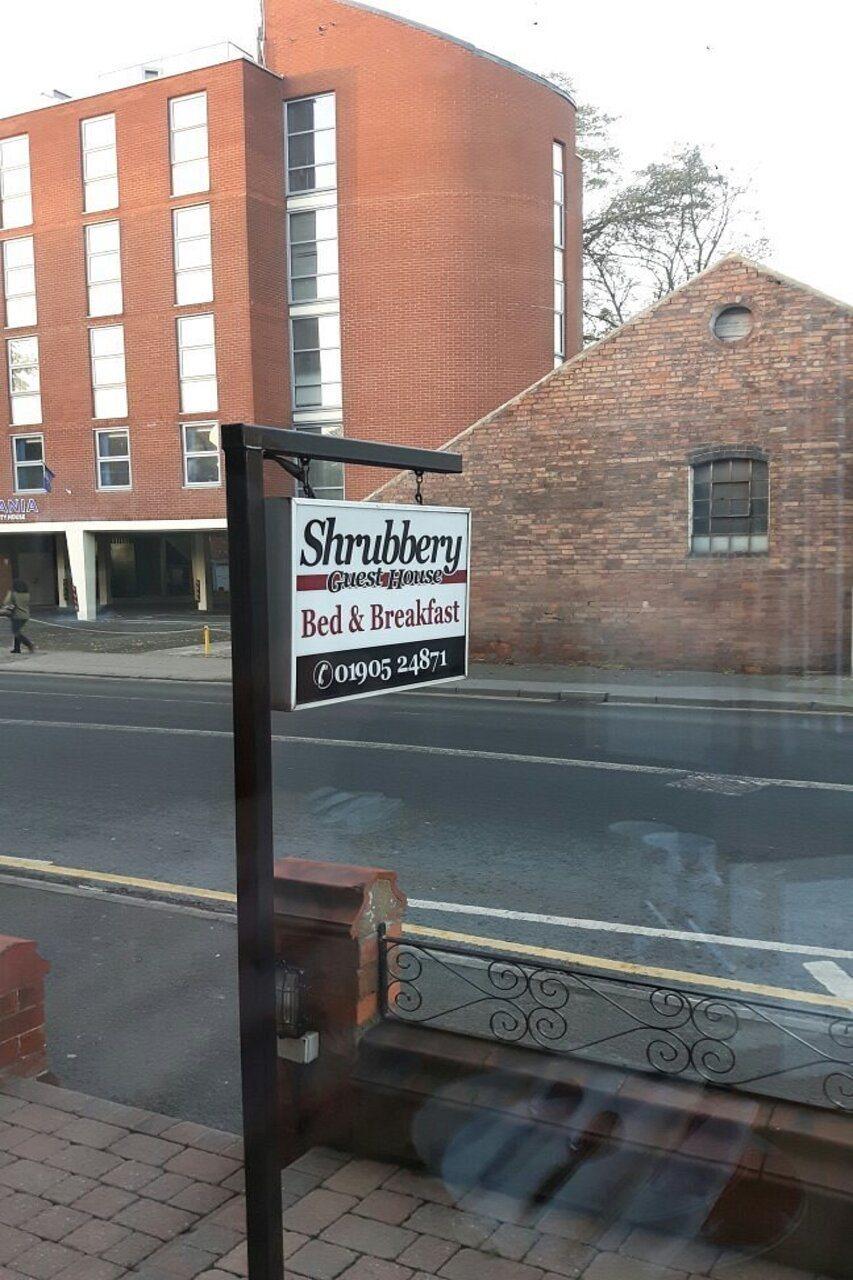 Shrubbery
Guest House
Bed & Breakfast
01905 24871